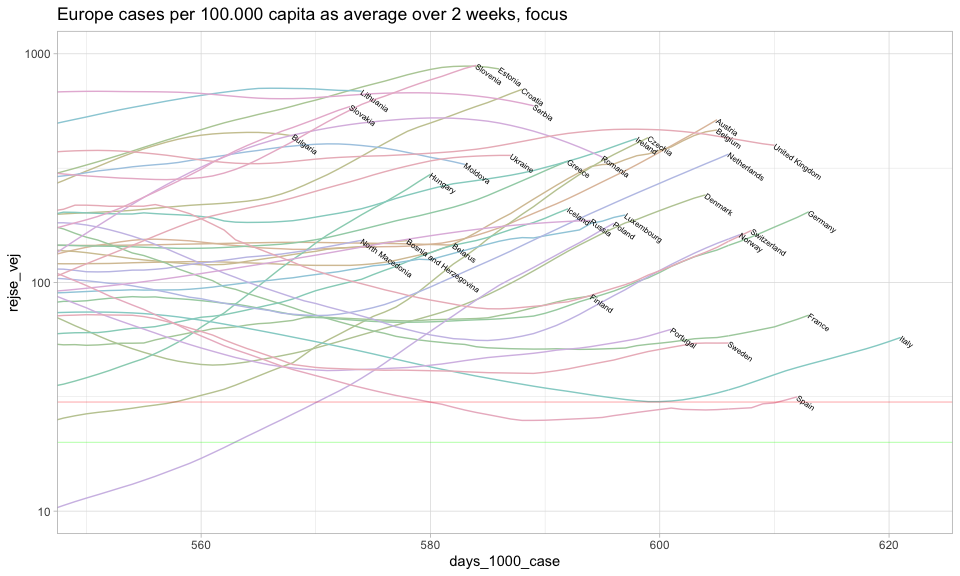 Europe cases per 100.000 capita as average over 2 weeks, focus
rejse_vej
1000
100
10
Slovenia
Estonia
Croatia
Serbia
Lithuania
Slovakia
Bulgaria
Austria
Belgium
Czechia
Ireland
United Kingdom
Netherlands
Ukraine
Moldova
Greece
Romania
Hungary
Denmark
Iceland
Russia
Luxembourg
Poland
Germany
Switzerland
Norway
North Macedonia
Bosnia and Herzegovina
Belarus
Finland
Portugal
Sweden
France
Italy
Spain
560
580
600
620
days_1000_case